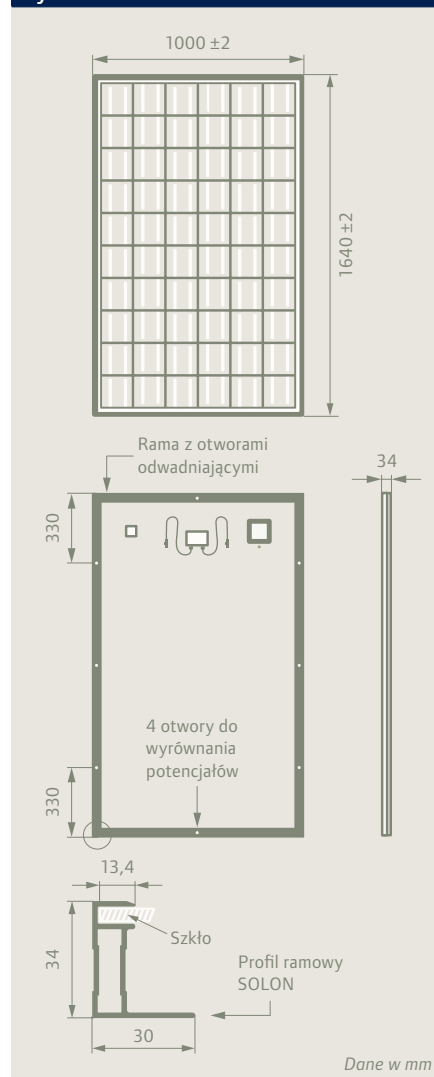 1000 ±2
1640 ±2
Rama z otworami
odwadniającymi
34
330
4 otwory do
wyrównania
potencjałów
330
13,4
Szkło
34
Profil ramowy
SOLON
30
Dane w mm